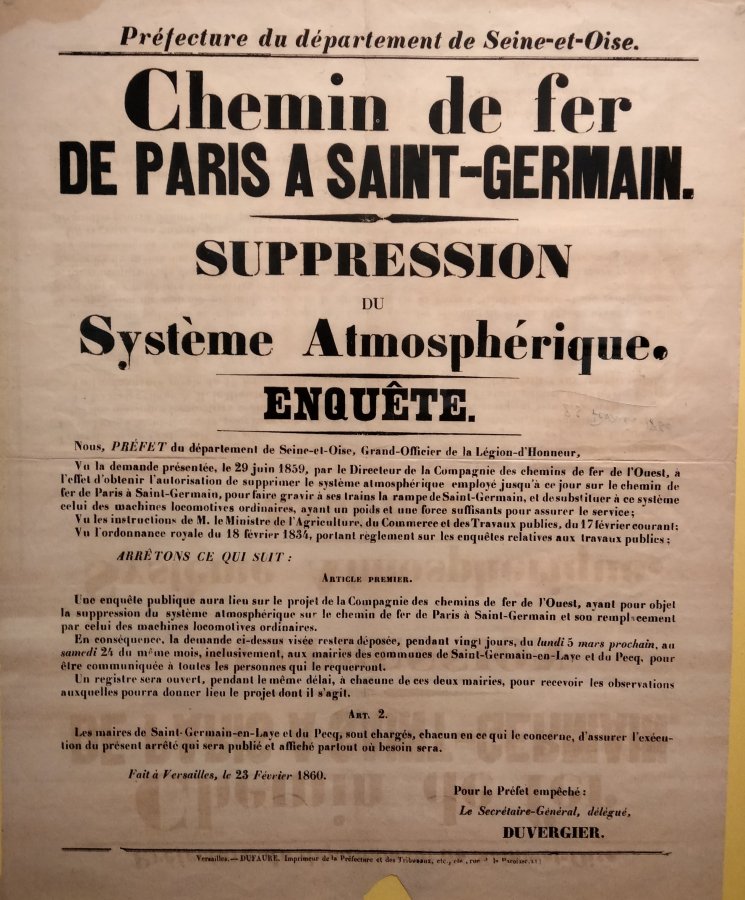 Préfecture du département de Seine-et-Oise.
Chemin de fer
DE PARIS A SAINT-GERMAIN.
SUPPRESSION
DU
Système Atmosphérique.
ENQUÊTE.
Nous, PRÉFET du département de Seine-et-Oise, Grand-Officier de la Légion-d'Honneur,
Vu la demande présentée, le 29 juin 1859, par le Directeur de la Compagnie des chemins de fer de l'Ouest, à
l'effet d'obtenir l'autorisation de supprimer le système atmosphérique employé jusqu'à ce jour sur le chemin de
fer de Paris à Saint-Germain, pour faire gravir à ses trains la rampe de Saint-Germain, et de substituer à ce système
celui des machines locomotives ordinaires, ayant un poids et une force suffisants pour assurer le service;
Vu les instructions de M. le Ministre de l'Agriculture, du Commerce et des Travaux publics, du 17 février courant;
Vu l'ordonnance royale du 18 février 1834, portant règlement sur les enquêtes relatives aux travaux publics;
ARRÊTONS CE QUI SUIT :
ARTICLE PREMIER.
Une enquête publique aura lieu sur le projet de la Compagnie des chemins de fer de l'Ouest, ayant pour objet
la suppression du système atmosphérique sur le chemin de fer de Paris à Saint-Germain et son remplacement
par celui des machines locomotives ordinaires.
En conséquence, la demande ci-dessus visée restera déposée, pendant vingt jours, du lundi 5 mars prochain, au
samedi 24 du même mois, inclusivement, aux mairies des communes de Saint-Germain-en-Laye et du Pecq, pour
être communiquée à toutes les personnes qui le requerront.
Un registre sera ouvert, pendant le même délai, à chacune de ces deux mairies, pour recevoir les observations
auxquelles pourra donner lieu le projet dont il s'agit.
ART. 2.
Les maires de Saint-Germain-en-Laye et du Pecq, sont chargés, chacun en ce qui le concerne, d'assurer l'exécu-
tion du présent arrêté qui sera publié et affiché partout où besoin sera.
Fait à Versailles, le 23 Février 1860.
Pour le Préfet empêché :
Le Secrétaire-Général, délégué,
DUVERGIER.
Versailles.— DUFAURE, Imprimeur de la Préfecture et des Tribunaux, etc., etc., rue